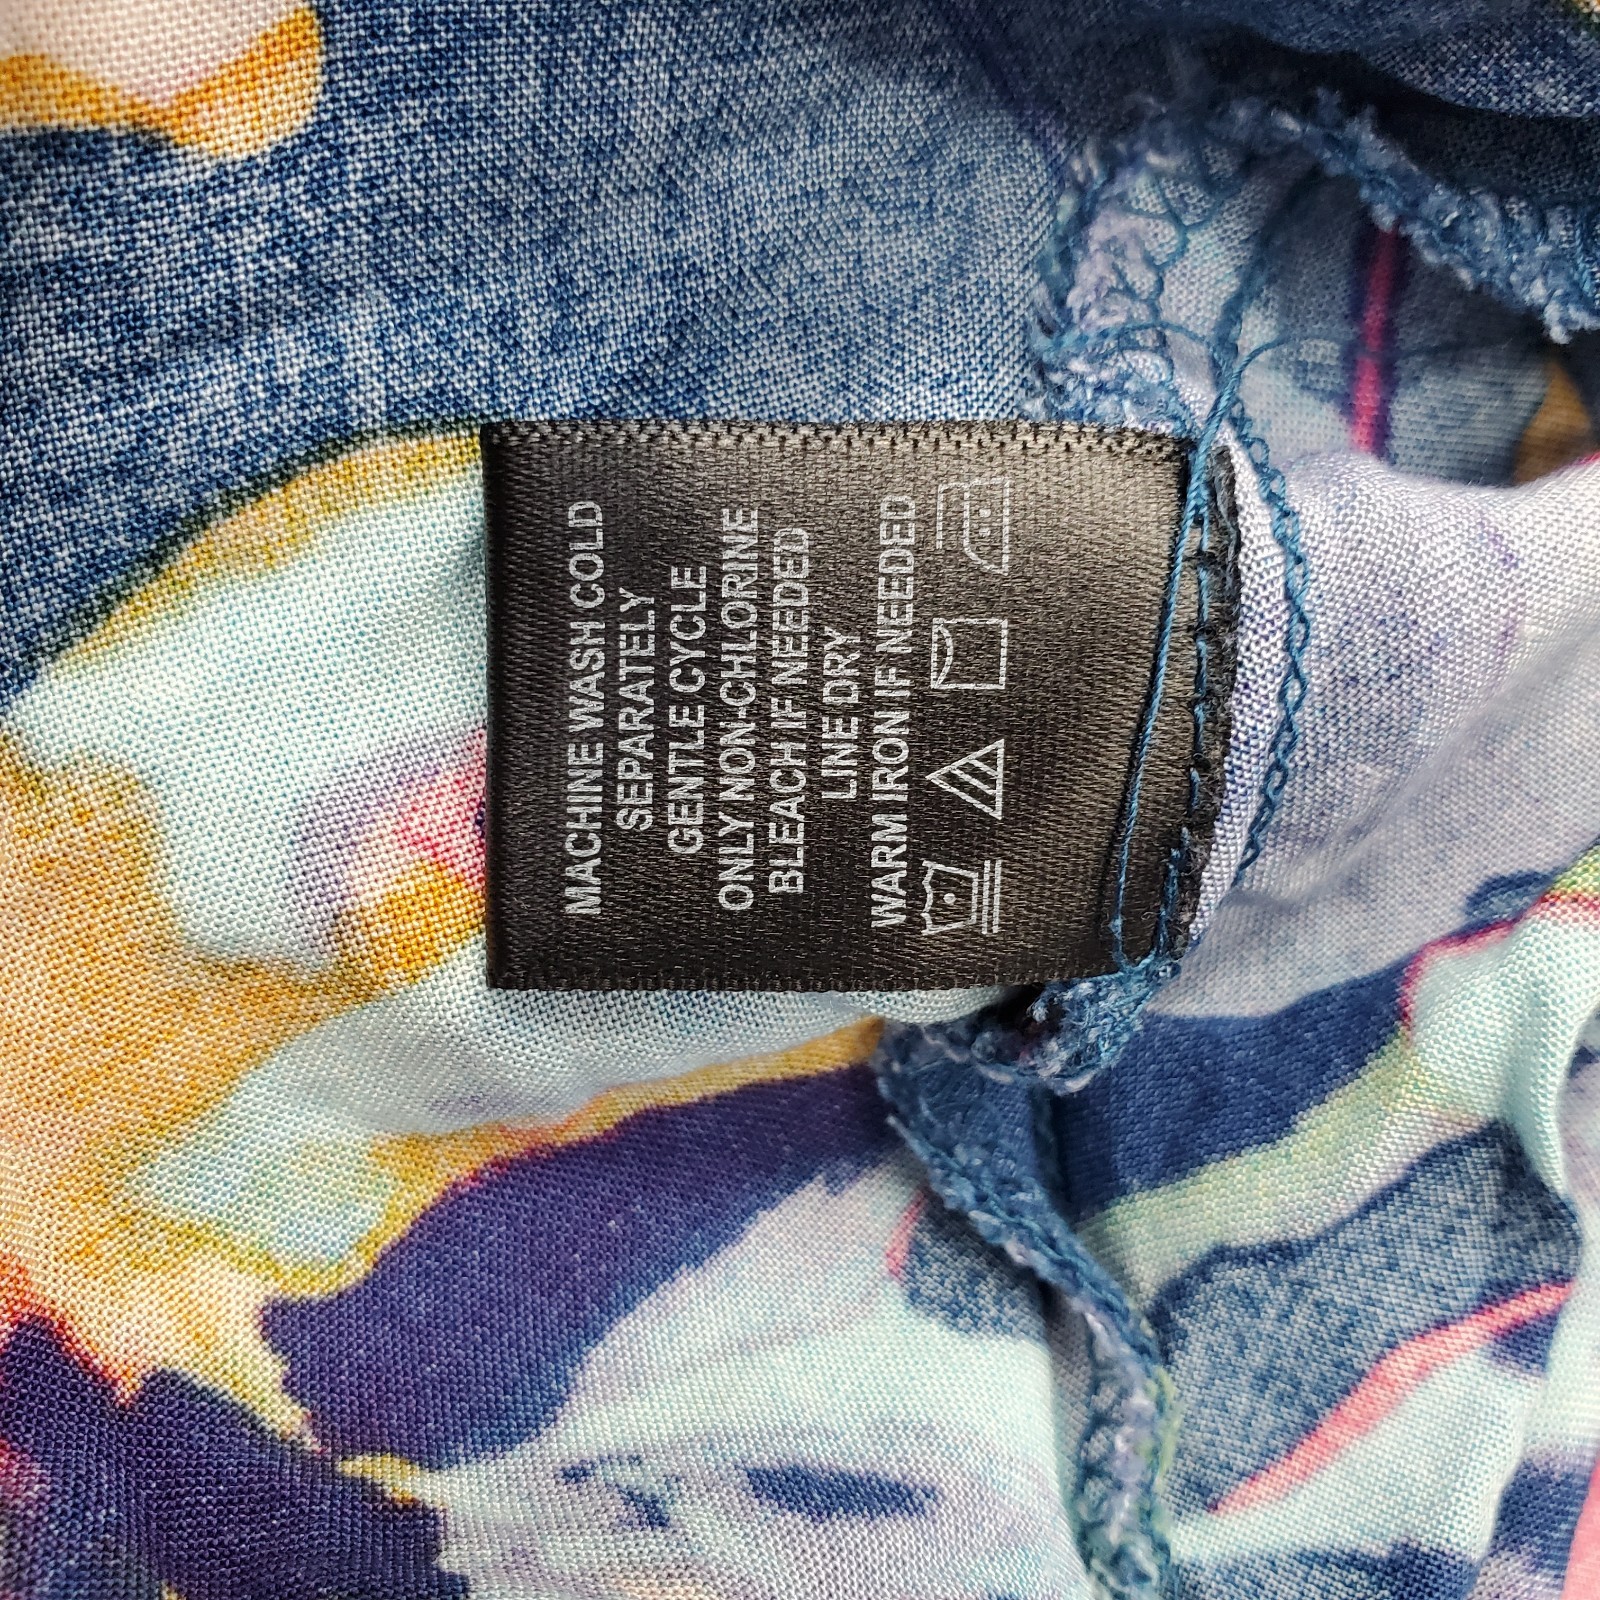 MACHINE WASH COLD
SEPARATELY
GENTLE CYCLE
ONLY NON-CHLORINE
BLEACH IF NEEDED
LINE DRY
WARM IRON IF NEEDED